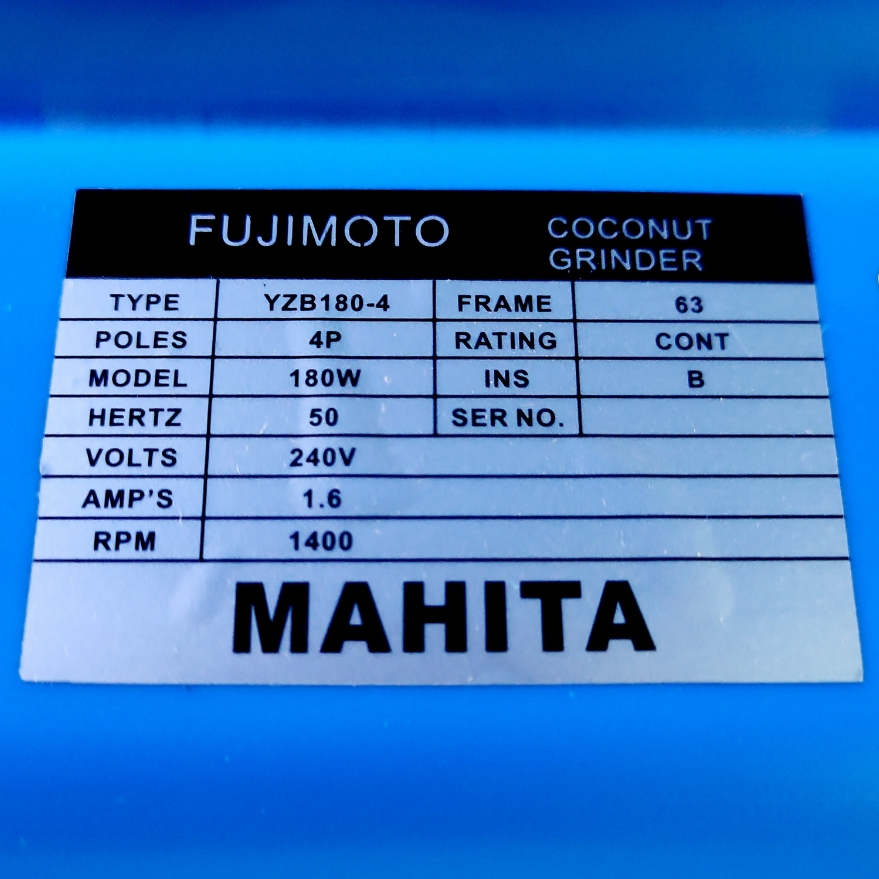 FUJIMOTO COCONUT GRINDER
TYPE YZB180-4 FRAME 63
POLES 4P RATING CONT
MODEL 180W INS B
HERTZ 50 SER NO.
VOLTS 240V
AMP'S 1.6
RPM 1400
MAHITA